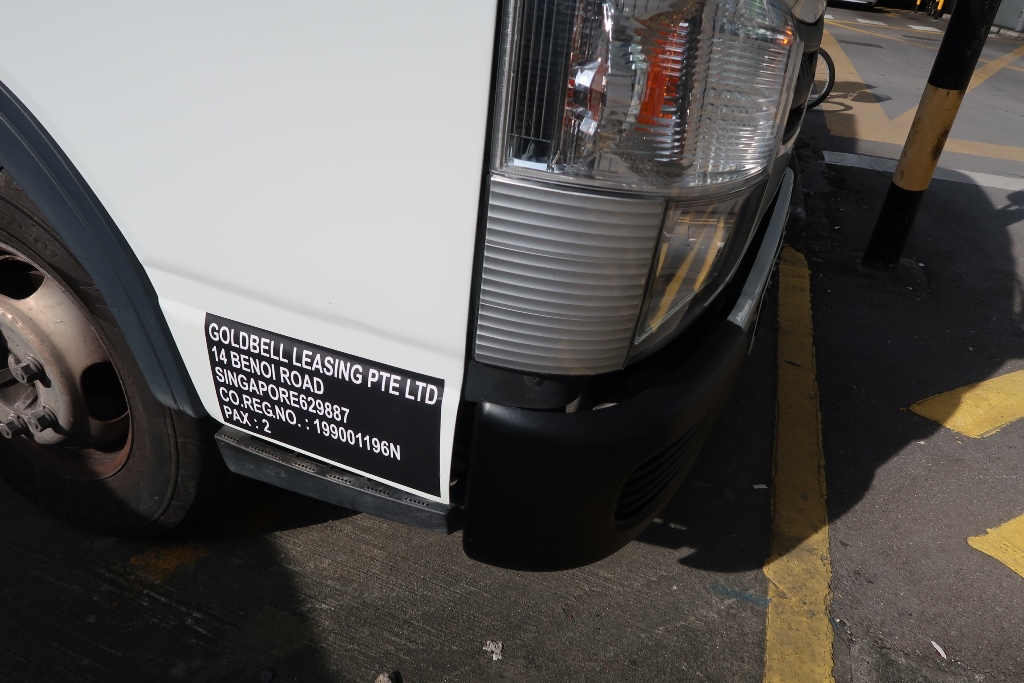 GOLDBELL LEASING PTE LTD
14 BENOI ROAD
SINGAPORE629887
CO.REG.NO. : 199001196N
PAX : 2